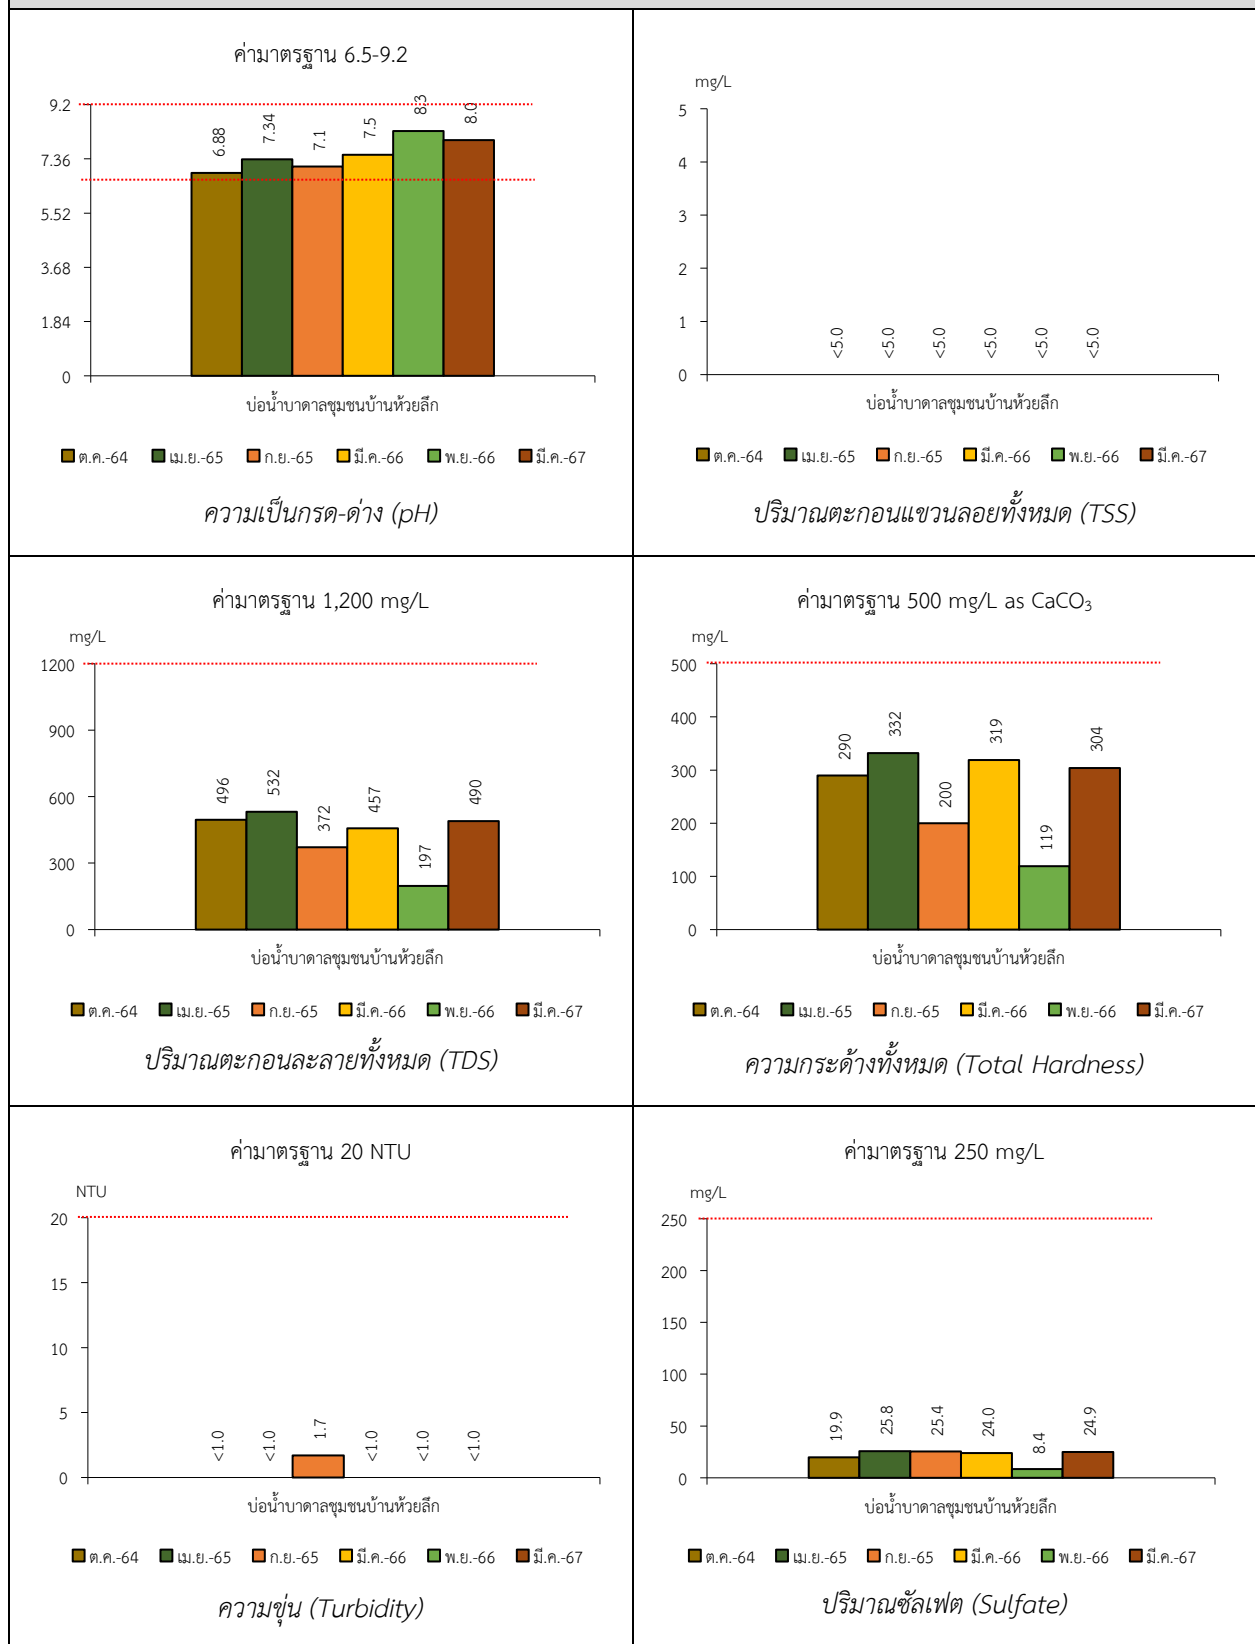 ค่ามาตรฐาน 6.5-9.2
9.2
7.36
5.52
3.68
1.84
0
6.88
7.34
7.1
7.5
8.3
8.0
บ่อน้ำบาดาลชุมชนบ้านห้วยลึก
ต.ค.-64 เม.ย.-65 ก.ย.-65 มี.ค.-66 พ.ย.-66 มี.ค.-67
ความเป็นกรด-ด่าง (pH)
mg/L
5
4
3
2
1
0
<5.0
<5.0
<5.0
<5.0
<5.0
<5.0
บ่อน้ำบาดาลชุมชนบ้านห้วยลึก
ต.ค.-64 เม.ย.-65 ก.ย.-65 มี.ค.-66 พ.ย.-66 มี.ค.-67
ปริมาณตะกอนแขวนลอยทั้งหมด (TSS)
ค่ามาตรฐาน 1,200 mg/L
mg/L
1200
900
600
300
0
496
532
372
457
197
490
บ่อน้ำบาดาลชุมชนบ้านห้วยลึก
ต.ค.-64 เม.ย.-65 ก.ย.-65 มี.ค.-66 พ.ย.-66 มี.ค.-67
ปริมาณตะกอนละลายทั้งหมด (TDS)
ค่ามาตรฐาน 500 mg/L as CaCO₃
mg/L
500
400
300
200
100
0
290
332
200
319
119
304
บ่อน้ำบาดาลชุมชนบ้านห้วยลึก
ต.ค.-64 เม.ย.-65 ก.ย.-65 มี.ค.-66 พ.ย.-66 มี.ค.-67
ความกระด้างทั้งหมด (Total Hardness)
ค่ามาตรฐาน 20 NTU
NTU
20
15
10
5
0
<1.0
<1.0
1.7
<1.0
<1.0
<1.0
บ่อน้ำบาดาลชุมชนบ้านห้วยลึก
ต.ค.-64 เม.ย.-65 ก.ย.-65 มี.ค.-66 พ.ย.-66 มี.ค.-67
ความขุ่น (Turbidity)
ค่ามาตรฐาน 250 mg/L
mg/L
250
200
150
100
50
0
19.9
25.8
25.4
24.0
8.4
24.9
บ่อน้ำบาดาลชุมชนบ้านห้วยลึก
ต.ค.-64 เม.ย.-65 ก.ย.-65 มี.ค.-66 พ.ย.-66 มี.ค.-67
ปริมาณซัลเฟต (Sulfate)